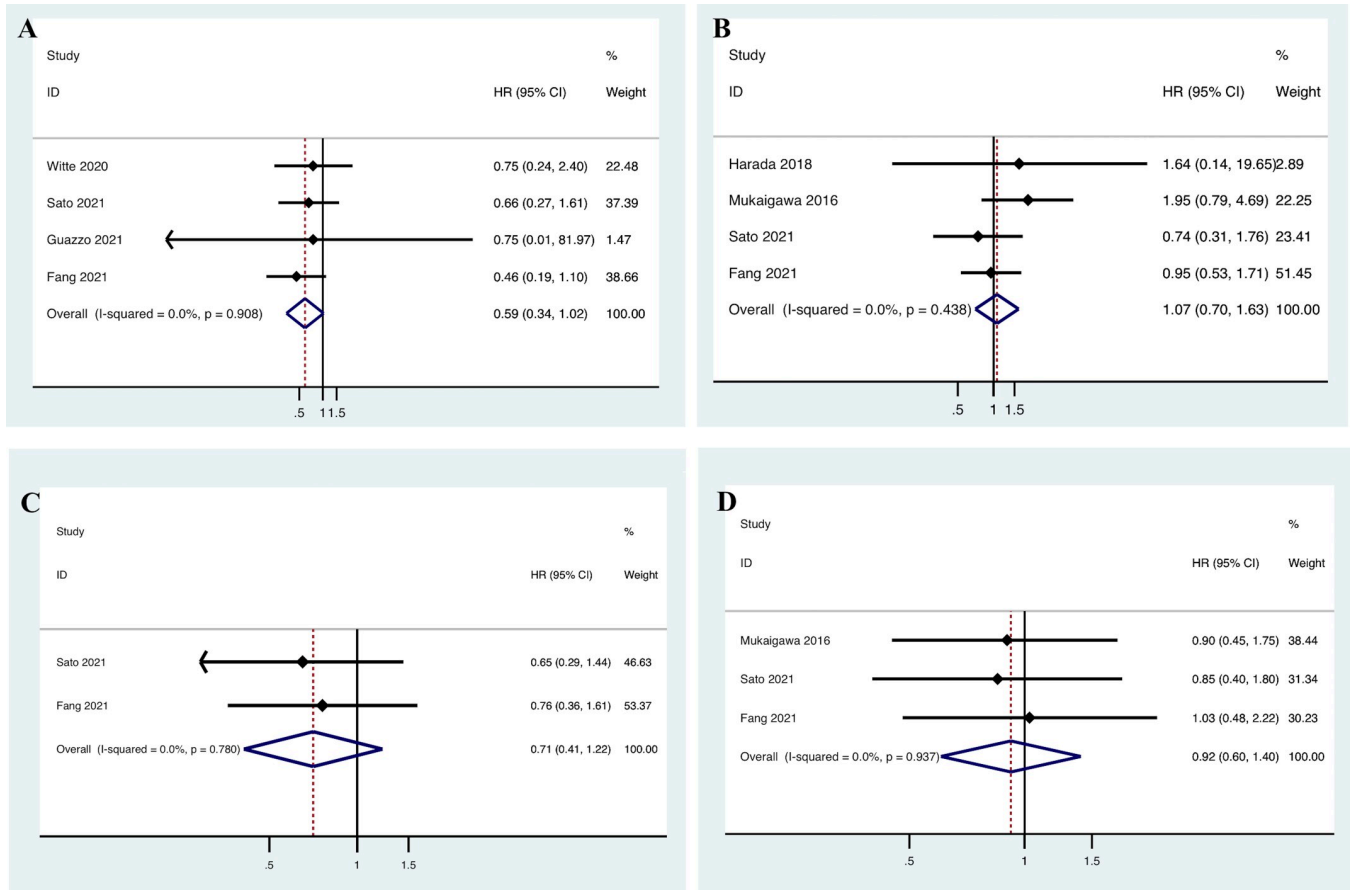 A
Study %
ID HR (95% CI) Weight
Witte 2020 0.75 (0.24, 2.40) 22.48
Sato 2021 0.66 (0.27, 1.61) 37.39
Guazzo 2021 0.75 (0.01, 81.97) 1.47
Fang 2021 0.46 (0.19, 1.10) 38.66
Overall (I-squared = 0.0%, p = 0.908) 0.59 (0.34, 1.02) 100.00
.5 1 1.5
B
Study %
ID HR (95% CI) Weight
Harada 2018 1.64 (0.14, 19.65) 2.89
Mukaigawa 2016 1.95 (0.79, 4.69) 22.25
Sato 2021 0.74 (0.31, 1.76) 23.41
Fang 2021 0.95 (0.53, 1.71) 51.45
Overall (I-squared = 0.0%, p = 0.438) 1.07 (0.70, 1.63) 100.00
.5 1 1.5
C
Study %
ID HR (95% CI) Weight
Sato 2021 0.65 (0.29, 1.44) 46.63
Fang 2021 0.76 (0.36, 1.61) 53.37
Overall (I-squared = 0.0%, p = 0.780) 0.71 (0.41, 1.22) 100.00
.5 1 1.5
D
Study %
ID HR (95% CI) Weight
Mukaigawa 2016 0.90 (0.45, 1.75) 38.44
Sato 2021 0.85 (0.40, 1.80) 31.34
Fang 2021 1.03 (0.48, 2.22) 30.23
Overall (I-squared = 0.0%, p = 0.937) 0.92 (0.60, 1.40) 100.00
.5 1 1.5